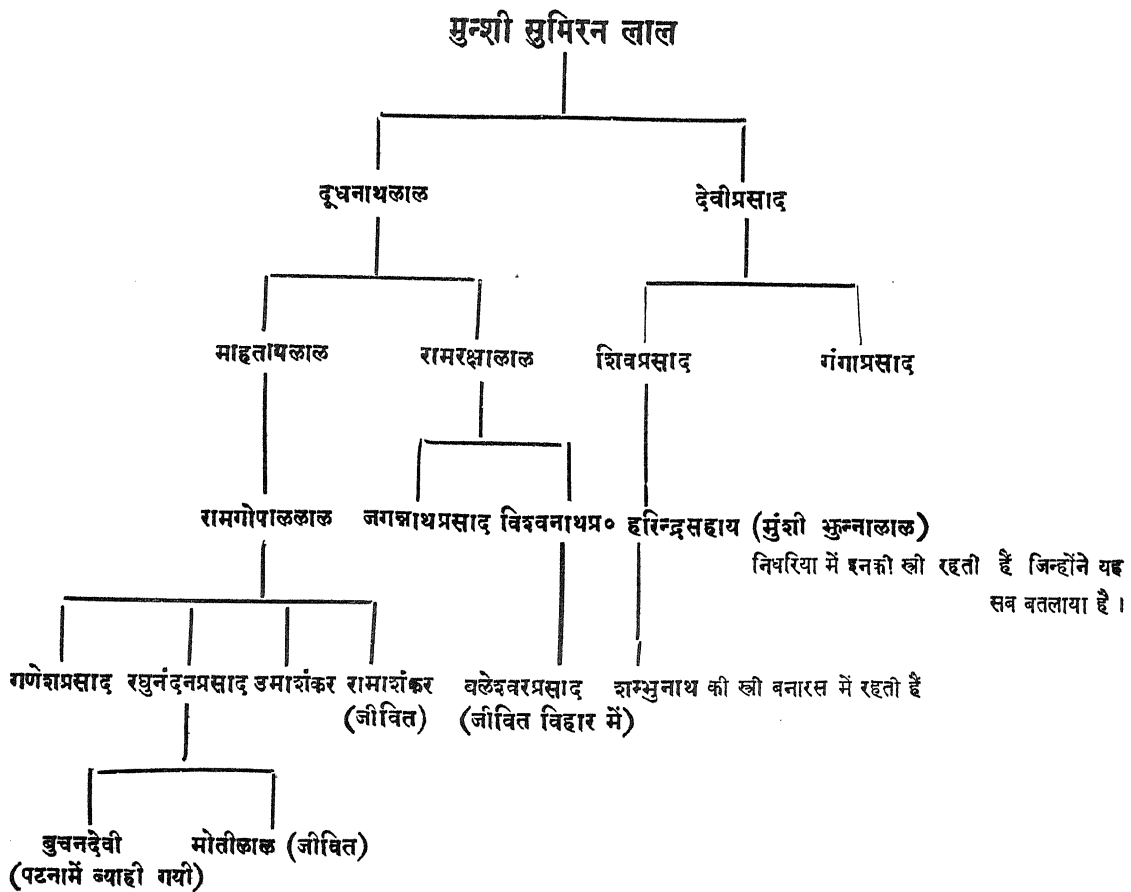 मुन्शी सुमिरन लाल
दूधनाथलाल देवीप्रसाद
माहतायलाल रामरक्षालाल शिवप्रसाद गंगाप्रसाद
रामगोपाललाल जगन्नाथप्रसाद विश्वनाथप्र० हरिन्द्रसहाय (मुंशी झुन्नालाल)
निधरिया में इनकी स्त्री रहती हैं जिन्होंने यह
सब बतलाया है ।
गणेशप्रसाद रघुनंदनप्रसाद उमाशंकर रामाशंकर वलेश्वरप्रसाद शम्भुनाथ की स्त्री बनारस में रहती हैं
(जीवित) (जीवित विहार में)
बुचनदेवी मोतीलाल (जीवित)
(पटनामें ब्याही गयी)